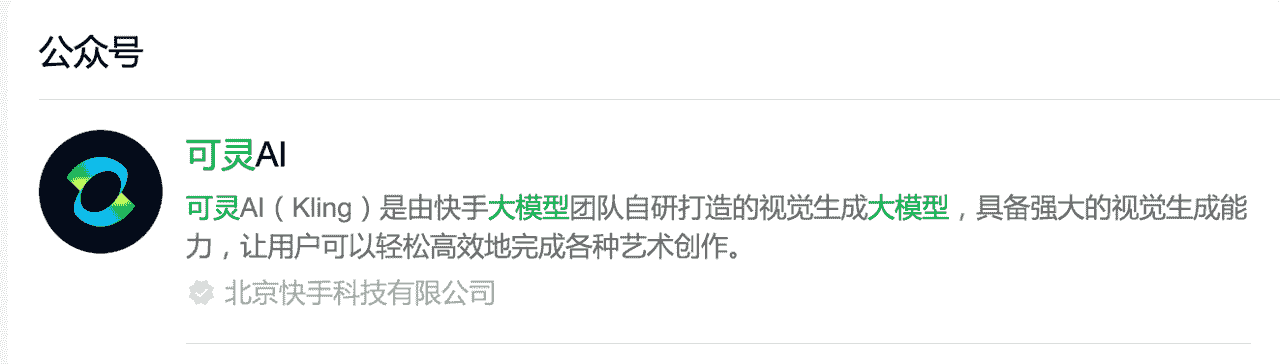 公众号
可灵AI
可灵AI（Kling）是由快手大模型团队自研打造的视觉生成大模型，具备强大的视觉生成能
力，让用户可以轻松高效地完成各种艺术创作。
北京快手科技有限公司